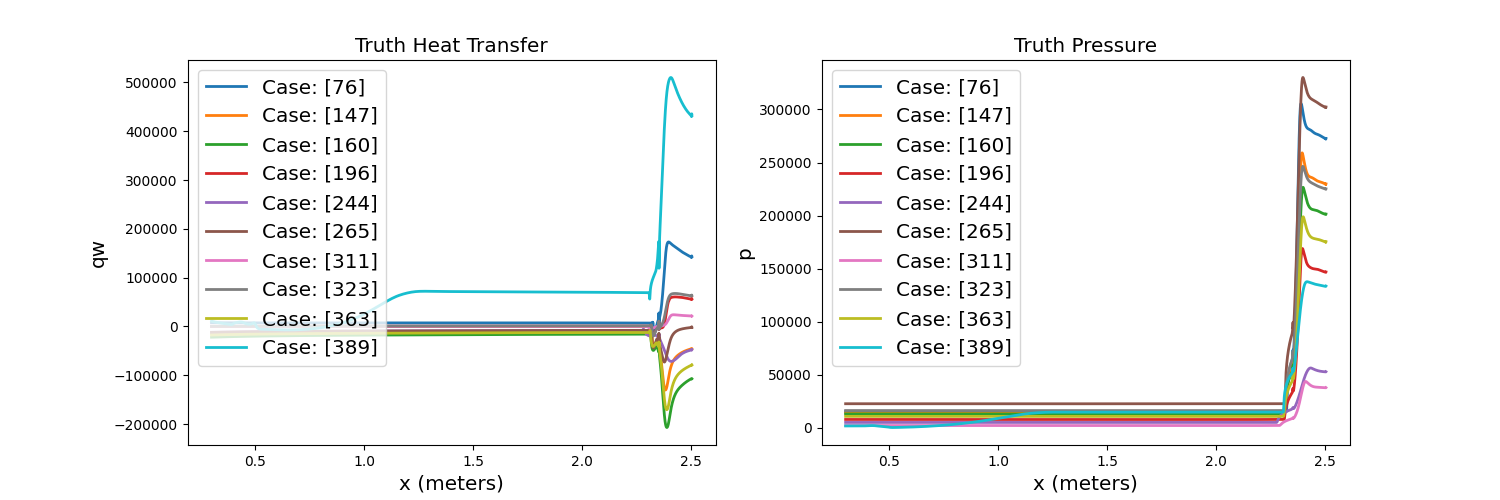 Truth Heat Transfer
500000
400000
300000
200000
100000
0
−100000
−200000
qw
0.5
1.0
1.5
2.0
2.5
x (meters)
Case: [76]
Case: [147]
Case: [160]
Case: [196]
Case: [244]
Case: [265]
Case: [311]
Case: [323]
Case: [363]
Case: [389]
Truth Pressure
300000
250000
200000
150000
100000
50000
0
p
0.5
1.0
1.5
2.0
2.5
x (meters)
Case: [76]
Case: [147]
Case: [160]
Case: [196]
Case: [244]
Case: [265]
Case: [311]
Case: [323]
Case: [363]
Case: [389]